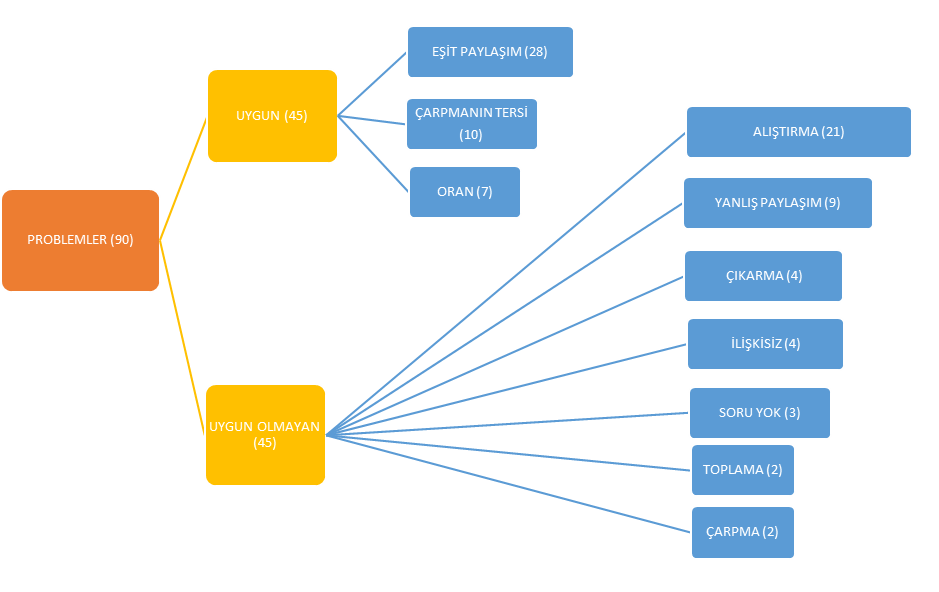 PROBLEMLER (90)
UYGUN (45)
EŞİT PAYLAŞIM (28)
ÇARPMANIN TERSİ
(10)
ORAN (7)
UYGUN OLMAYAN
(45)
ALIŞTIRMA (21)
YANLIŞ PAYLAŞIM (9)
ÇIKARMA (4)
İLİŞKİSİZ (4)
SORU YOK (3)
TOPLAMA (2)
ÇARPMA (2)